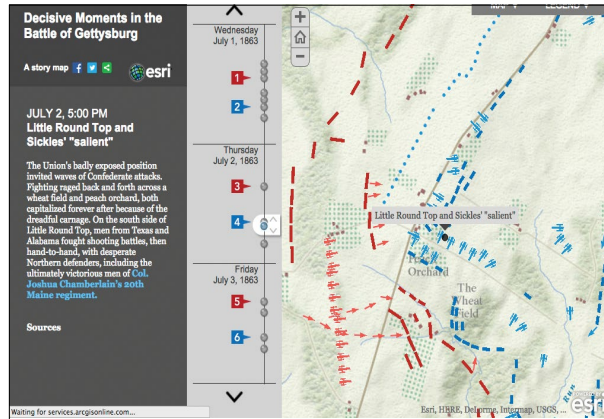 Decisive Moments in the
Battle of Gettysburg
A story map
esri
JULY 2, 5:00 PM
Little Round Top and
Sickles' "salient"
The Union's badly exposed position
invited waves of Confederate attacks.
Fighting raged back and forth across a
wheat field and peach orchard, both
capitalized forever after because of the
dreadful carnage. On the south side of
Little Round Top, men from Texas and
Alabama fought shooting battles, then
hand-to-hand, with desperate
Northern defenders, including the
ultimately victorious men of Col.
Joshua Chamberlain's 20th
Maine regiment.
Sources
Waiting for services.arcgisonline.com...
Wednesday
July 1, 1863
1
2
Thursday
July 2, 1863
3
4
Friday
July 3, 1863
5
6
MAP
LEGEND
Little Round Top and Sickles' "salient"
Orchard
The
Wheat
Field
Run
Esri, HERE, DeLorme, Intermap, USGS, ...
esri